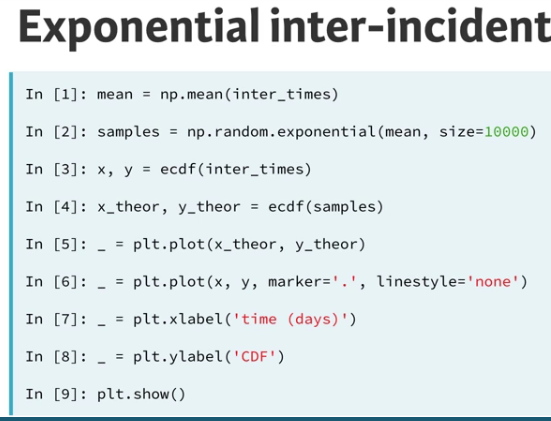 Exponential inter-incident
In [1]: mean = np.mean(inter_times)
In [2]: samples = np.random.exponential(mean, size=10000)
In [3]: x, y = ecdf(inter_times)
In [4]: x_theor, y_theor = ecdf(samples)
In [5]: _ = plt.plot(x_theor, y_theor)
In [6]: _ = plt.plot(x, y, marker='.', linestyle='none')
In [7]: _ = plt.xlabel('time (days)')
In [8]: _ = plt.ylabel('CDF')
In [9]: plt.show()